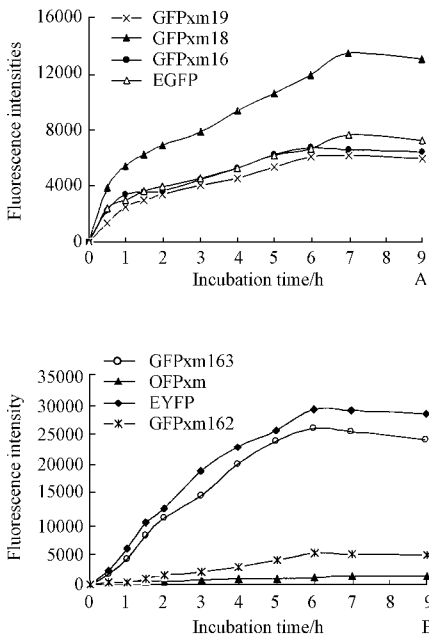 GFPxm19
GFPxm18
GFPxm16
EGFP
Fluorescence intensities
16000
12000
8000
4000
0
0 1 2 3 4 5 6 7 8 9
Incubation time/h
A
GFPxm163
OFPxm
EYFP
GFPxm162
Fluorescence intensity
35000
30000
25000
20000
15000
10000
5000
0
0 1 2 3 4 5 6 7 8 9
Incubation time/h